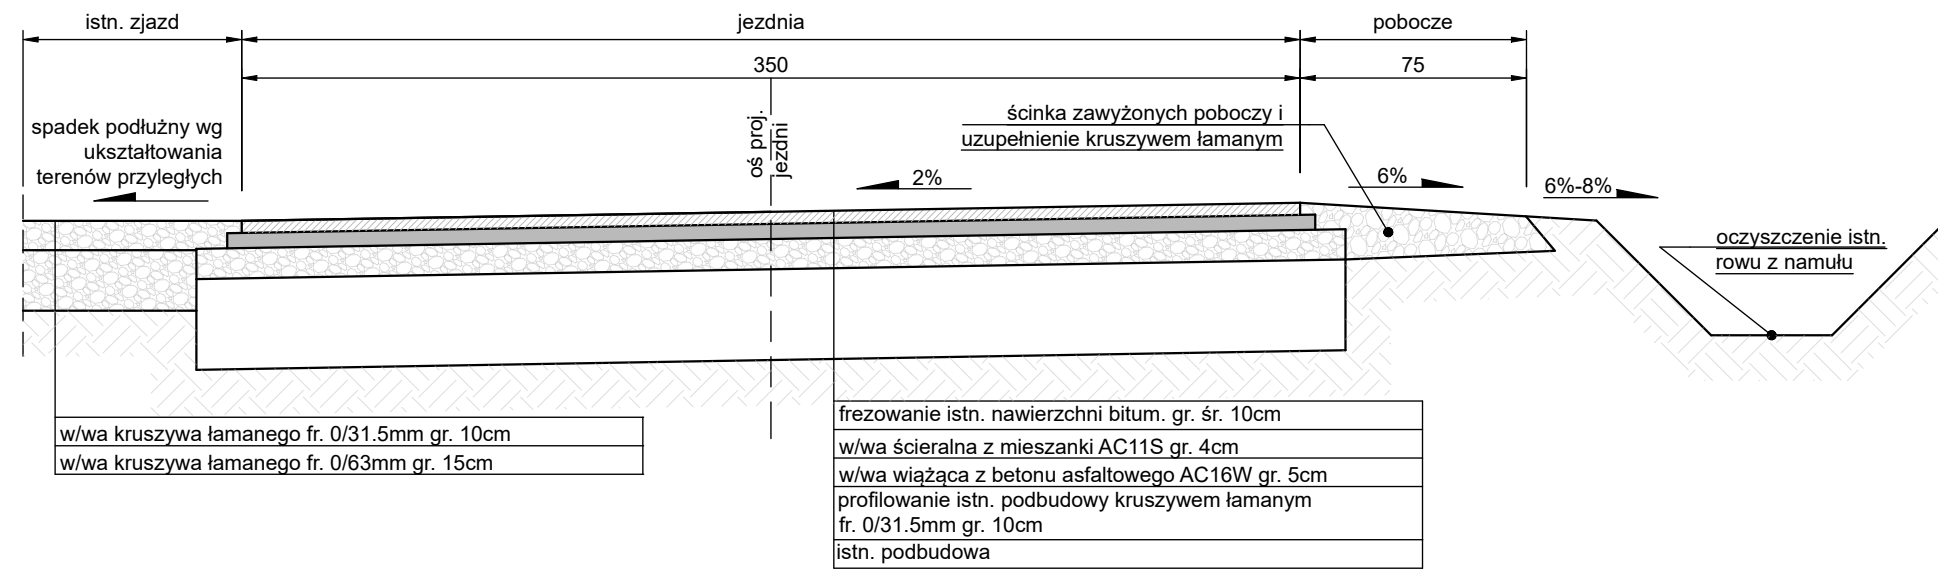 istn. zjazd
jezdnia
pobocze
350
75
spadek podłużny wg
ukształtowania
terenów przyległych
oś proj.
jezdni
ścinka zawyżonych poboczy i
uzupełnienie kruszywem łamanym
2%
6%
6%-8%
oczyszczenie istn.
rowu z namułu
w/wa kruszywa łamanego fr. 0/31.5mm gr. 10cm
w/wa kruszywa łamanego fr. 0/63mm gr. 15cm
frezowanie istn. nawierzchni bitum. gr. śr. 10cm
w/wa ścieralna z mieszanki AC11S gr. 4cm
w/wa wiążąca z betonu asfaltowego AC16W gr. 5cm
profilowanie istn. podbudowy kruszywem łamanym
fr. 0/31.5mm gr. 10cm
istn. podbudowa